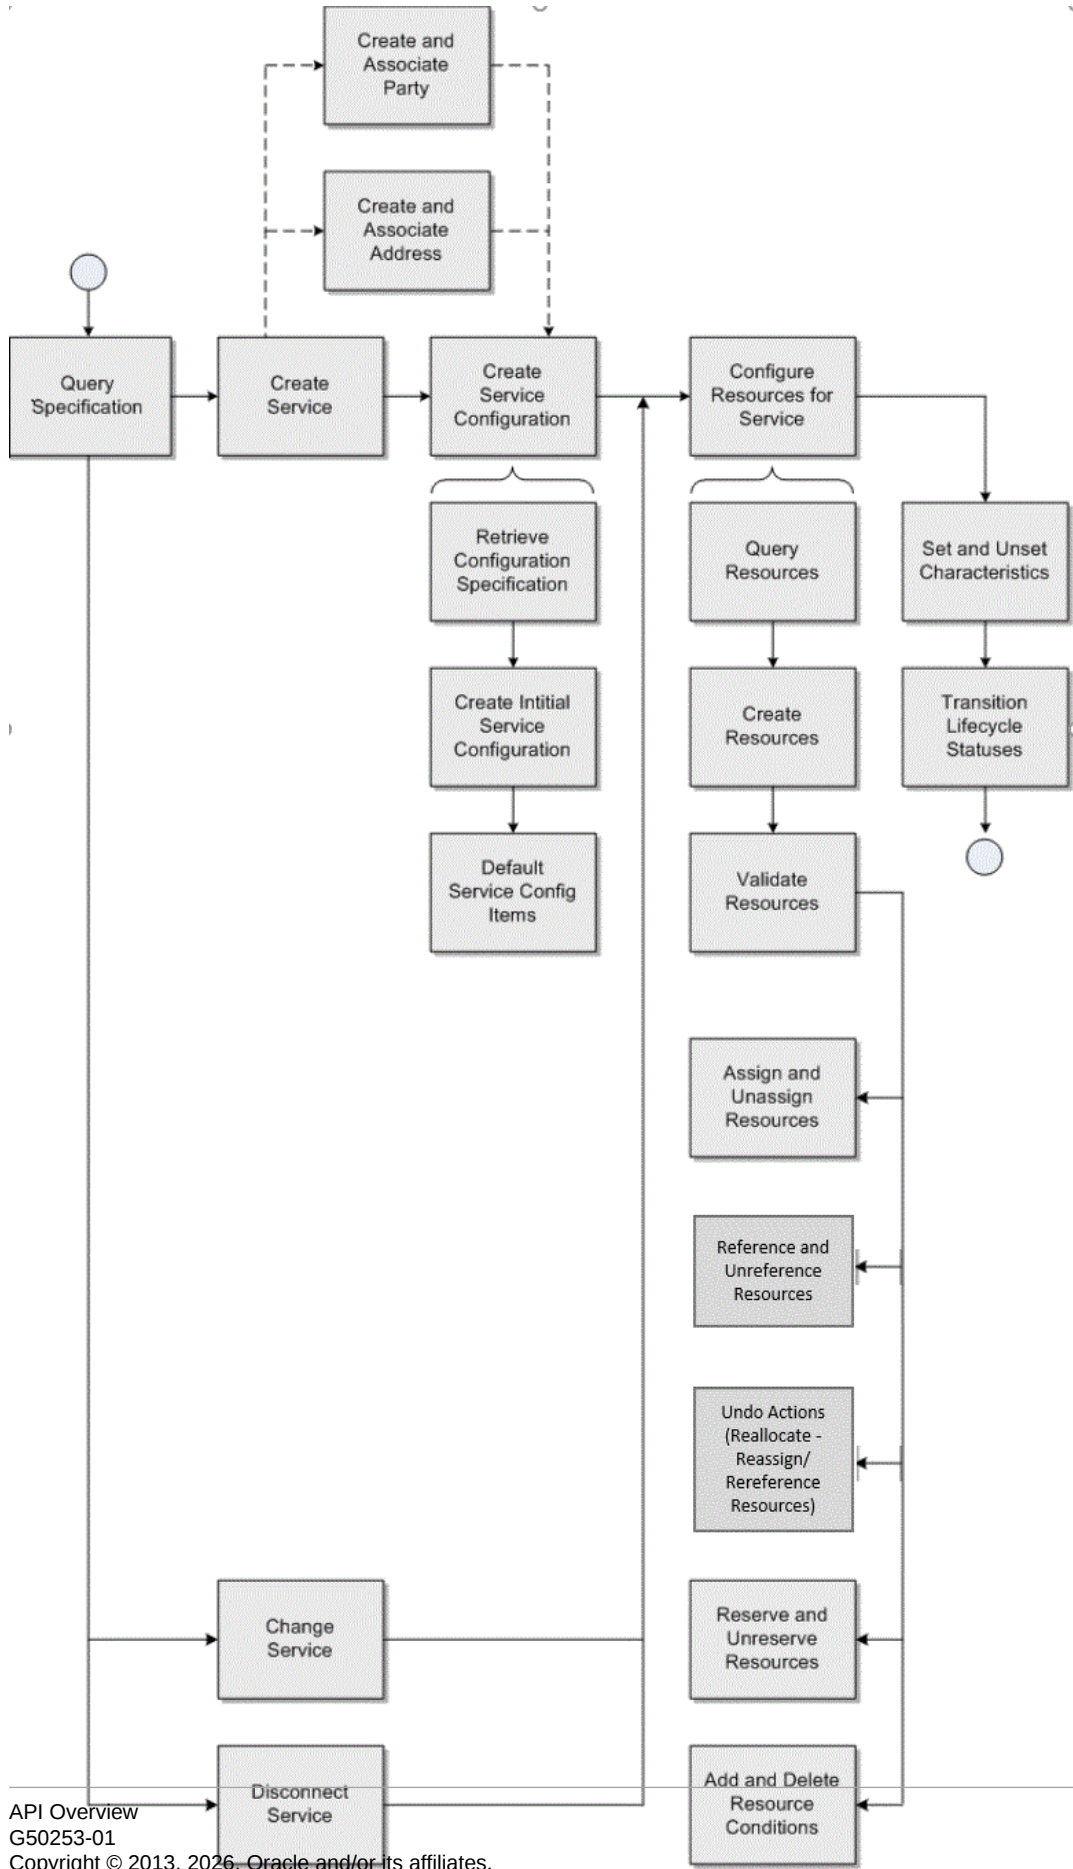 Create and
Associate
Party
Create and
Associate
Address
Query
Specification
Create
Service
Create
Service
Configuration
Configure
Resources for
Service
Retrieve
Configuration
Specification
Query
Resources
Set and Unset
Characteristics
Create Intitial
Service
Configuration
Create
Resources
Transition
Lifecycle
Statuses
Default
Service Config
Items
Validate
Resources
Assign and
Unassign
Resources
Reference and
Unreference
Resources
Undo Actions
(Reallocate -
Reassign/
Rereference
Resources)
Change
Service
Reserve and
Unreserve
Resources
Disconnect
Service
Add and Delete
Resource
Conditions
API Overview
G50253-01
Copyright © 2013, 2026, Oracle and/or its affiliates.